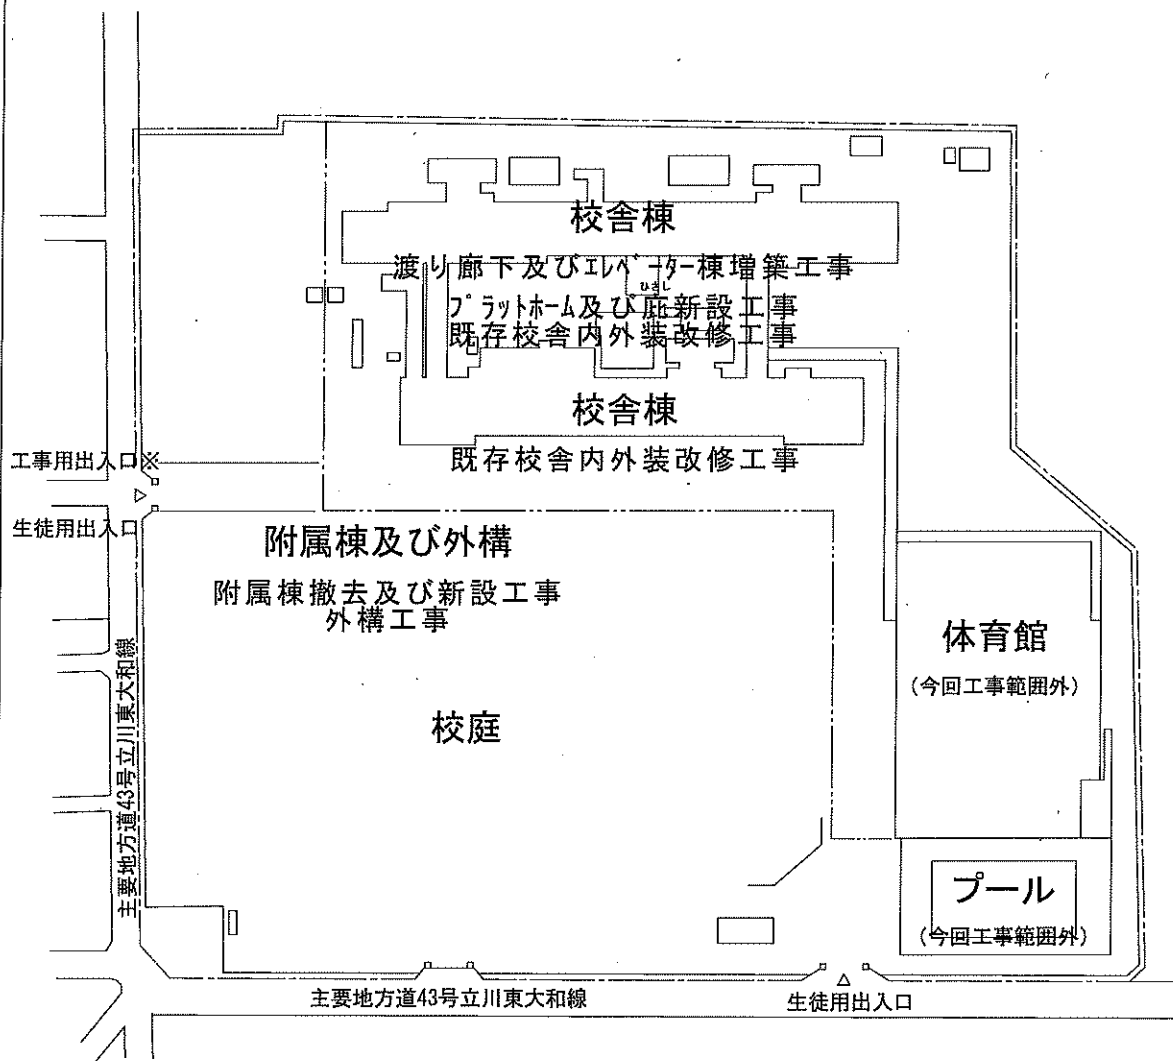 校舎棟
渡り廊下及びエレベーター棟増築工事
ひさし
プラットホーム及び庇新設工事
既存校舎内外装改修工事
校舎棟
既存校舎内外装改修工事
工事用出入口※
生徒用出入口
附属棟及び外構
附属棟撤去及び新設工事
外構工事
体育館
(今回工事範囲外)
校庭
主要地方道43号立川東大和線
プール
(今回工事範囲外)
主要地方道43号立川東大和線
生徒用出入口